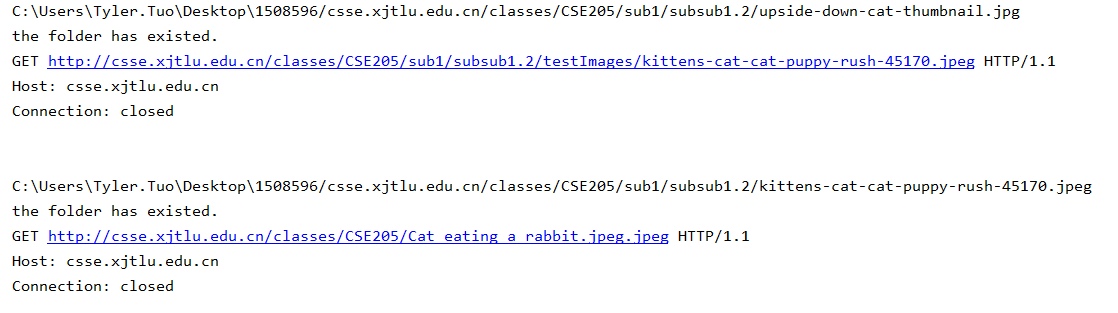 C:\Users\Tyler.Tuo\Desktop\1508596/csse.xjtlu.edu.cn/classes/CSE205/sub1/subsub1.2/upside-down-cat-thumbnail.jpg
the folder has existed.
GET http://csse.xjtlu.edu.cn/classes/CSE205/sub1/subsub1.2/testImages/kittens-cat-cat-puppy-rush-45170.jpeg HTTP/1.1
Host: csse.xjtlu.edu.cn
Connection: closed
C:\Users\Tyler.Tuo\Desktop\1508596/csse.xjtlu.edu.cn/classes/CSE205/sub1/subsub1.2/kittens-cat-cat-puppy-rush-45170.jpeg
the folder has existed.
GET http://csse.xjtlu.edu.cn/classes/CSE205/Cat eating a rabbit.jpeg.jpeg HTTP/1.1
Host: csse.xjtlu.edu.cn
Connection: closed